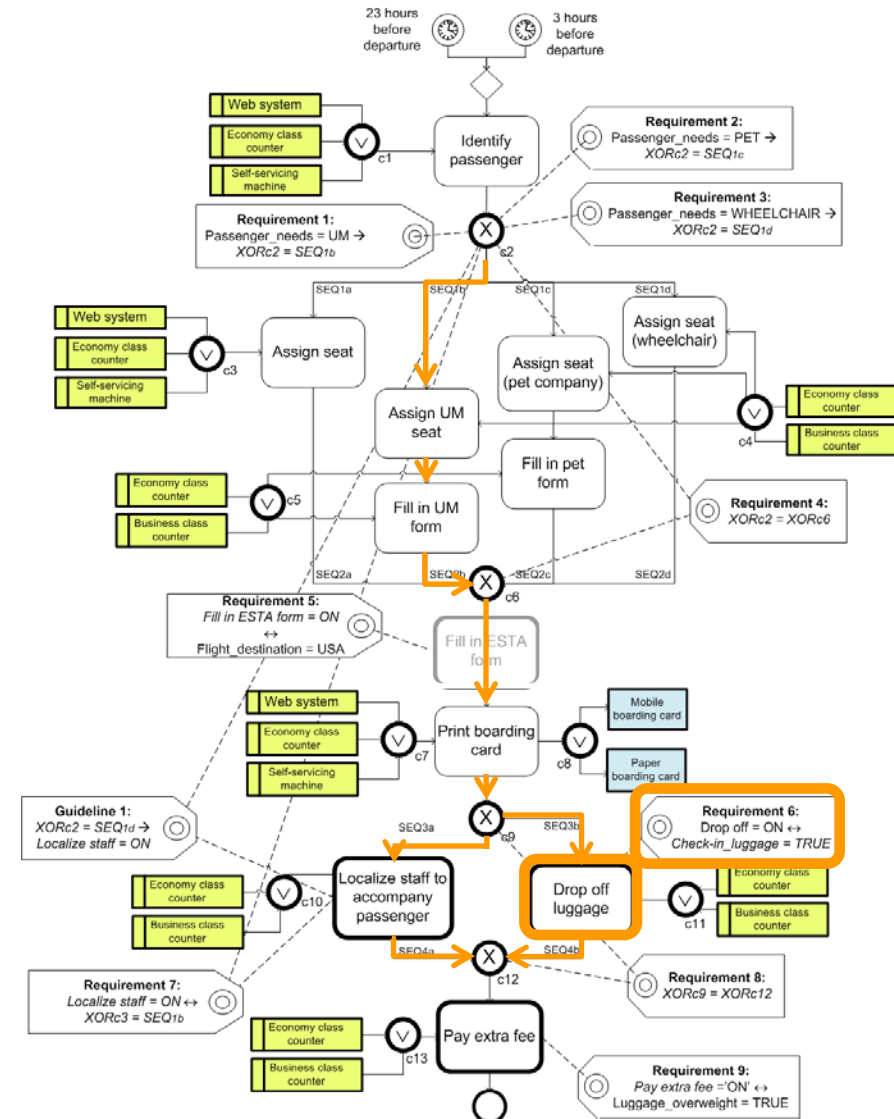 23 hours
before
departure
3 hours
before
departure
Web system
Economy class
counter
Self-servicing
machine
V
c1
Identify
passenger
Requirement 2:
Passenger_needs = PET →
XORc2 = SEQ1c
Requirement 3:
Passenger_needs = WHEELCHAIR →
XORc2 = SEQ1d
Requirement 1:
Passenger_needs = UM →
XORc2 = SEQ1b
X
c2
SEQ1a
SEQ1b
SEQ1c
SEQ1d
Web system
Economy class
counter
Self-servicing
machine
V
c3
Assign seat
Assign seat
(pet company)
Assign seat
(wheelchair)
Assign UM
seat
V
c4
Economy class
counter
Business class
counter
Economy class
counter
Business class
counter
V
c5
Fill in UM
form
Fill in pet
form
Requirement 4:
XORc2 = XORc6
SEQ2a
SEQ2b
SEQ2c
SEQ2d
X
c6
Requirement 5:
Fill in ESTA form = ON
↔
Flight_destination = USA
Fill in ESTA
form
Web system
Economy class
counter
Self-servicing
machine
V
c7
Print boarding
card
V
c8
Mobile
boarding card
Paper
boarding card
Guideline 1:
XORc2 = SEQ1d →
Localize staff = ON
SEQ3a
X
c9
SEQ3b
Requirement 6:
Drop off = ON ↔
Check-in_luggage = TRUE
Economy class
counter
Business class
counter
V
c10
Localize staff to
accompany
passenger
Drop off
luggage
V
c11
Economy class
counter
Business class
counter
SEQ4a
SEQ4b
X
c12
Requirement 7:
Localize staff = ON ↔
XORc3 = SEQ1b
Requirement 8:
XORc9 = XORc12
Economy class
counter
Business class
counter
V
c13
Pay extra fee
Requirement 9:
Pay extra fee ='ON' ↔
Luggage_overweight = TRUE